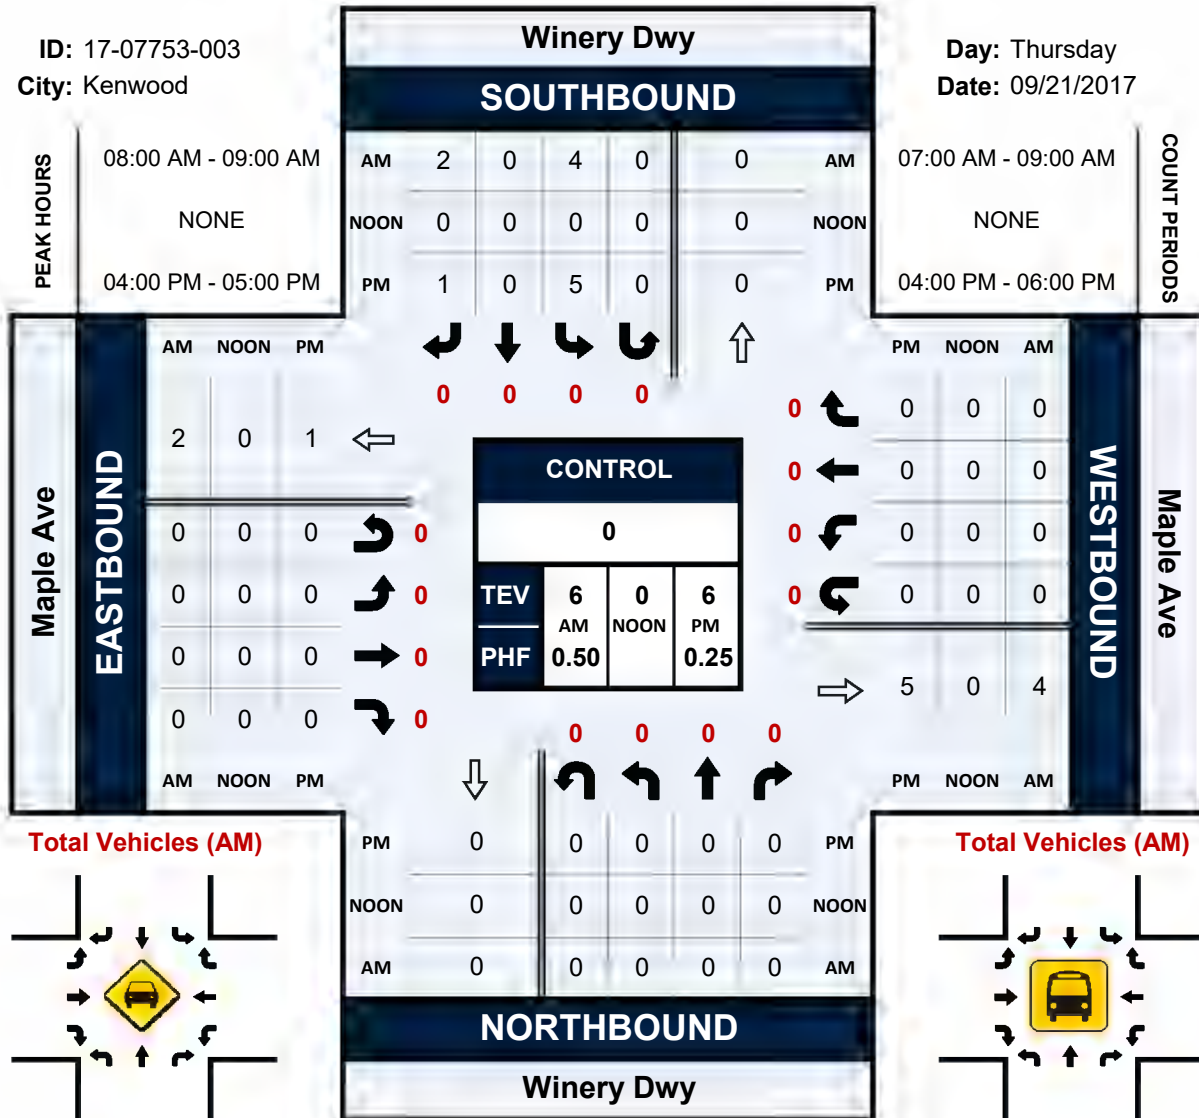 ID: 17-07753-003
City: Kenwood
Winery Dwy
SOUTHBOUND
Day: Thursday
Date: 09/21/2017
PEAK HOURS
08:00 AM - 09:00 AM
NONE
04:00 PM - 05:00 PM
AM 2 0 4 0 0 AM
NOON 0 0 0 0 0 NOON
PM 1 0 5 0 0 PM
07:00 AM - 09:00 AM
NONE
04:00 PM - 06:00 PM
COUNT PERIODS
0 0 0 0
Maple Ave
EASTBOUND
AM NOON PM
2 0 1
0 0 0 0
0 0 0 0
0 0 0 0
0 0 0 0
AM NOON PM
CONTROL
0
TEV 6 0 6
AM NOON PM
PHF 0.50 0.25
PM NOON AM
0 0 0 0
0 0 0 0
0 0 0 0
0 0 0 0
5 0 4
PM NOON AM
WESTBOUND
Maple Ave
0 0 0 0
PM 0 0 0 0 0 PM
NOON 0 0 0 0 0 NOON
AM 0 0 0 0 0 AM
NORTHBOUND
Winery Dwy
Total Vehicles (AM)
Total Vehicles (AM)